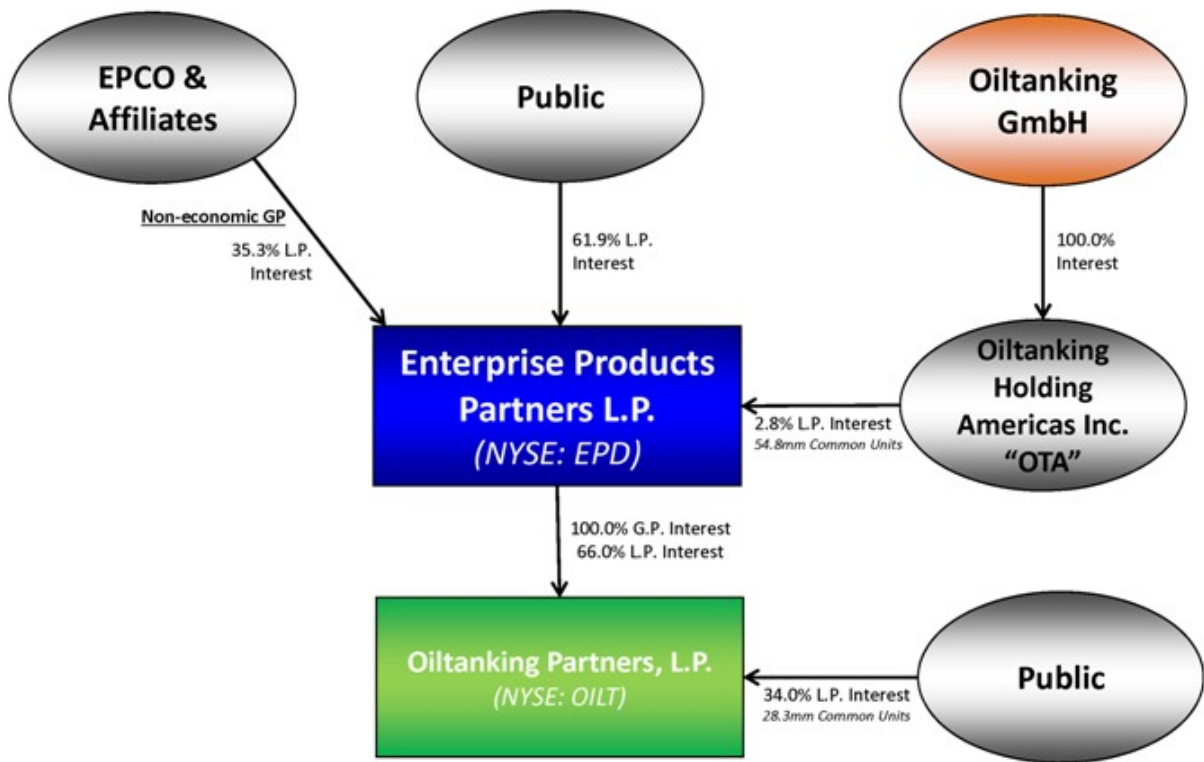 EPCO &
Affiliates
Public
Oiltanking
GmbH
Non-economic GP
35.3% L.P.
Interest
61.9% L.P.
Interest
100.0%
Interest
Enterprise Products
Partners L.P.
(NYSE: EPD)
2.8% L.P. Interest
54.8mm Common Units
Oiltanking
Holding
Americas Inc.
“OTA”
100.0% G.P. Interest
66.0% L.P. Interest
Oiltanking Partners, L.P.
(NYSE: OILT)
34.0% L.P. Interest
28.3mm Common Units
Public